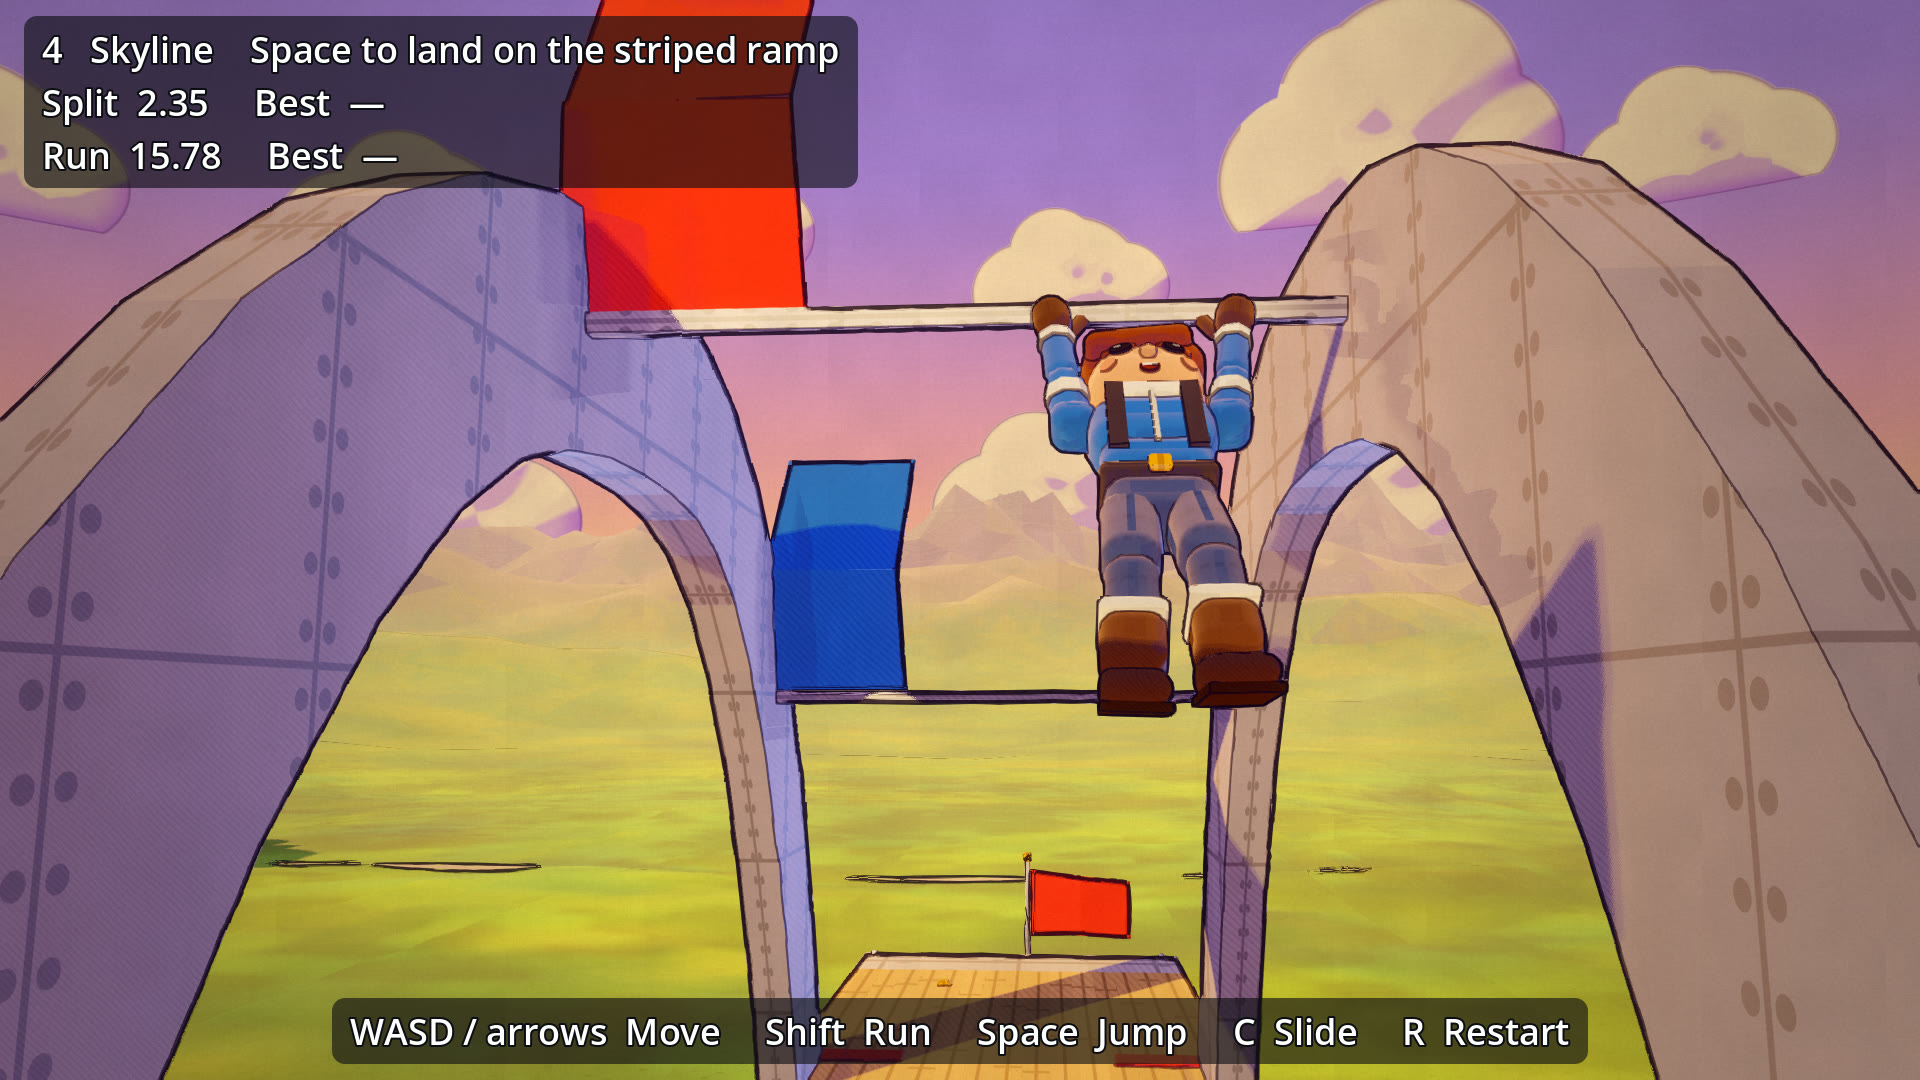 4 Skyline Space to land on the striped ramp
Split 2.35 Best —
Run 15.78 Best —
WASD / arrows Move Shift Run Space Jump C Slide R Restart